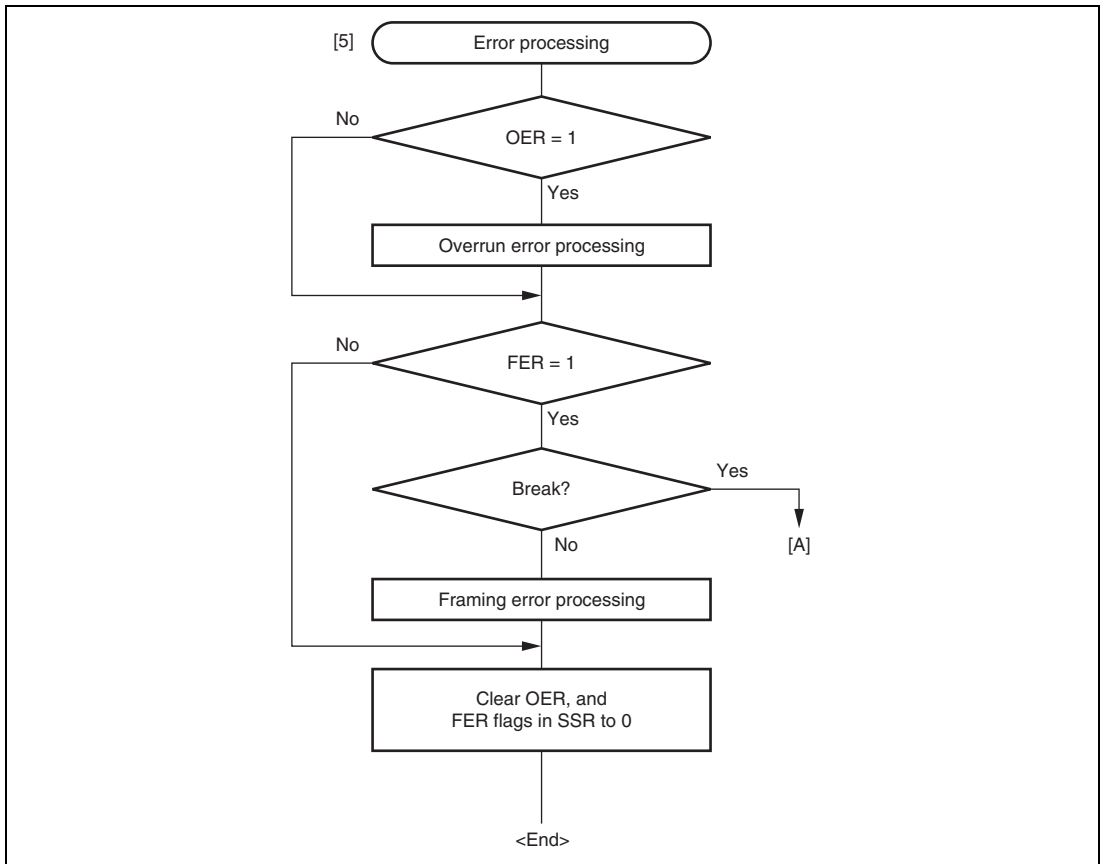 [5]
Error processing
No
OER = 1
Yes
Overrun error processing
No
FER = 1
Yes
Break?
Yes
No
[A]
Framing error processing
Clear OER, and
FER flags in SSR to 0
<End>